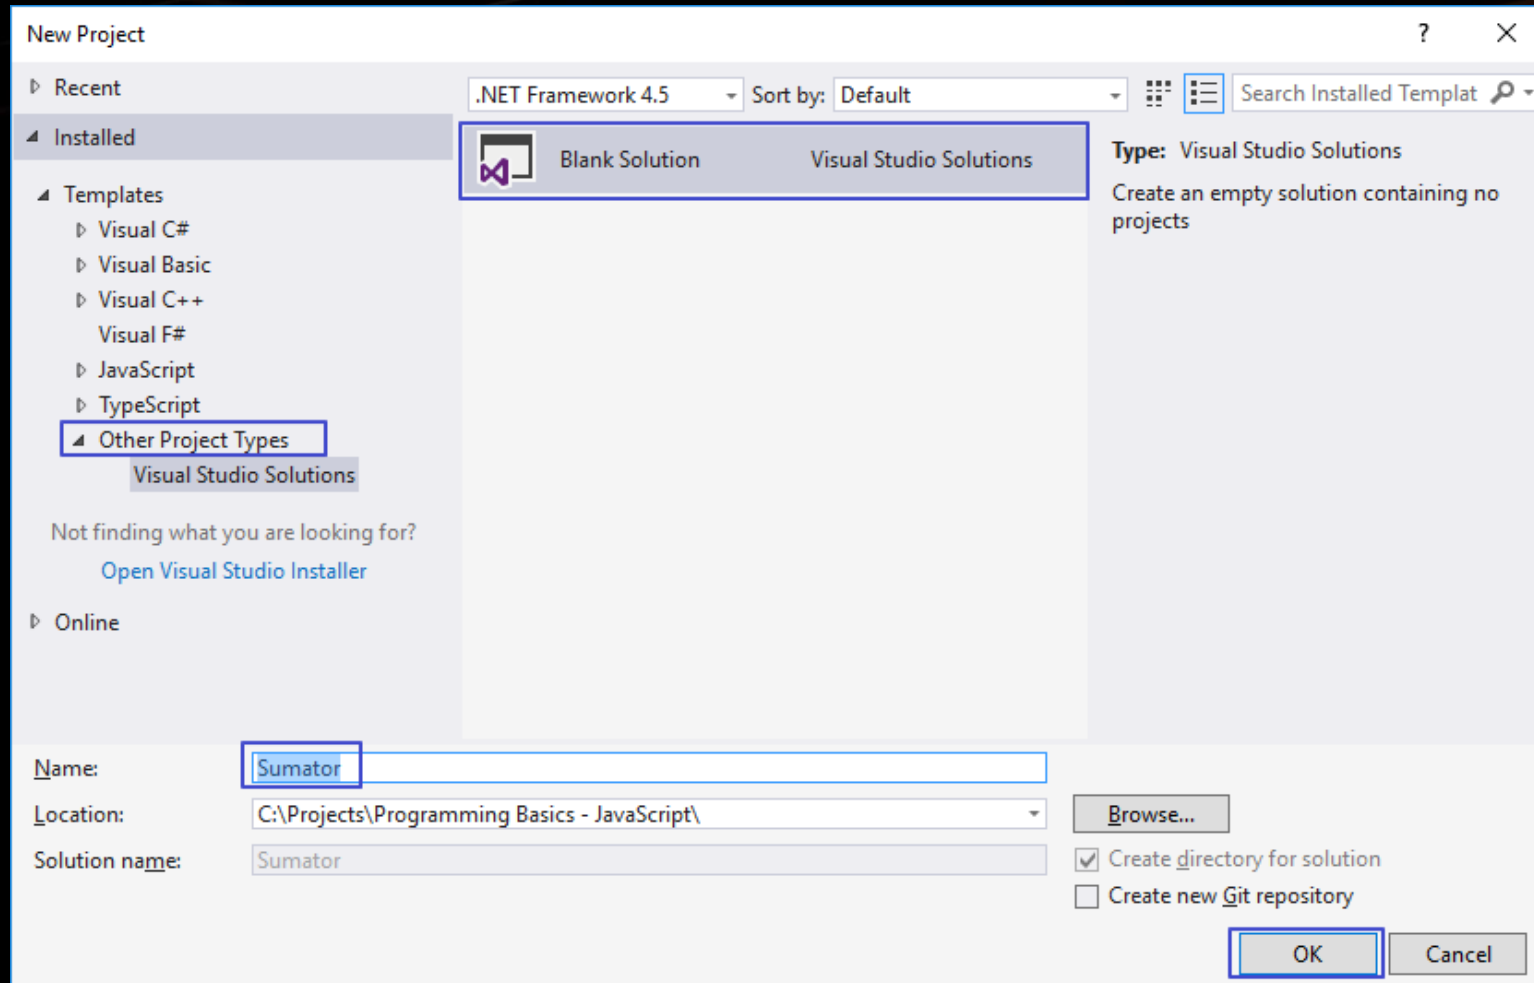 New Project
?
Recent
Installed
Templates
Visual C#
Visual Basic
Visual C++
Visual F#
JavaScript
TypeScript
Other Project Types
Visual Studio Solutions
Not finding what you are looking for?
Open Visual Studio Installer
Online
.NET Framework 4.5
Sort by: Default
Search Installed Templat
Blank Solution Visual Studio Solutions
Type: Visual Studio Solutions
Create an empty solution containing no
projects
Name: Sumator
Location: C:\Projects\Programming Basics - JavaScript\
Browse...
Solution name: Sumator
Create directory for solution
Create new Git repository
OK
Cancel